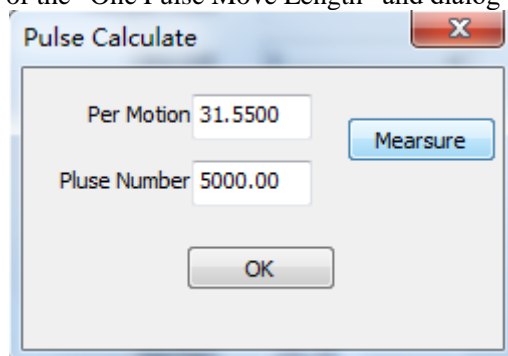 of the "One Pulse Move Length" and dialog
Pulse Calculate
Per Motion 31.5500
Mearsure
Pluse Number 5000.00
OK